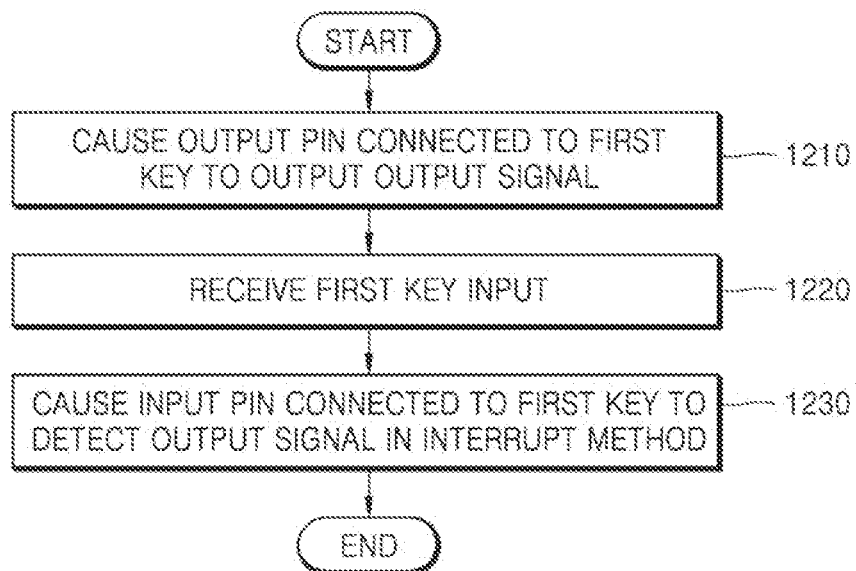 START
CAUSE OUTPUT PIN CONNECTED TO FIRST
KEY TO OUTPUT OUTPUT SIGNAL
1210
RECEIVE FIRST KEY INPUT
1220
CAUSE INPUT PIN CONNECTED TO FIRST KEY TO
DETECT OUTPUT SIGNAL IN INTERRUPT METHOD
1230
END